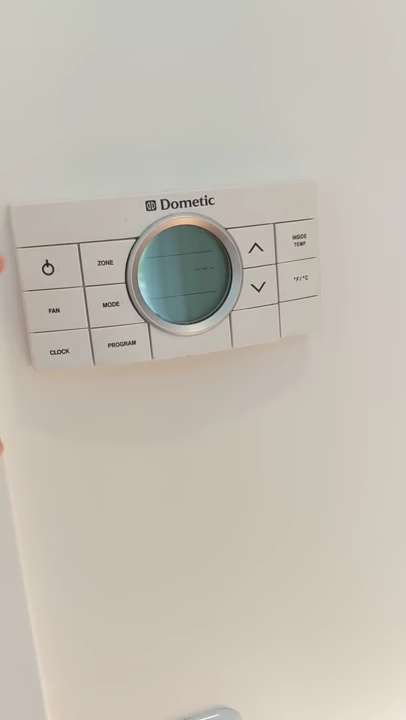 Dometic
ZONE
INSIDE
TEMP
FAN
MODE
°F/°C
CLOCK
PROGRAM
---